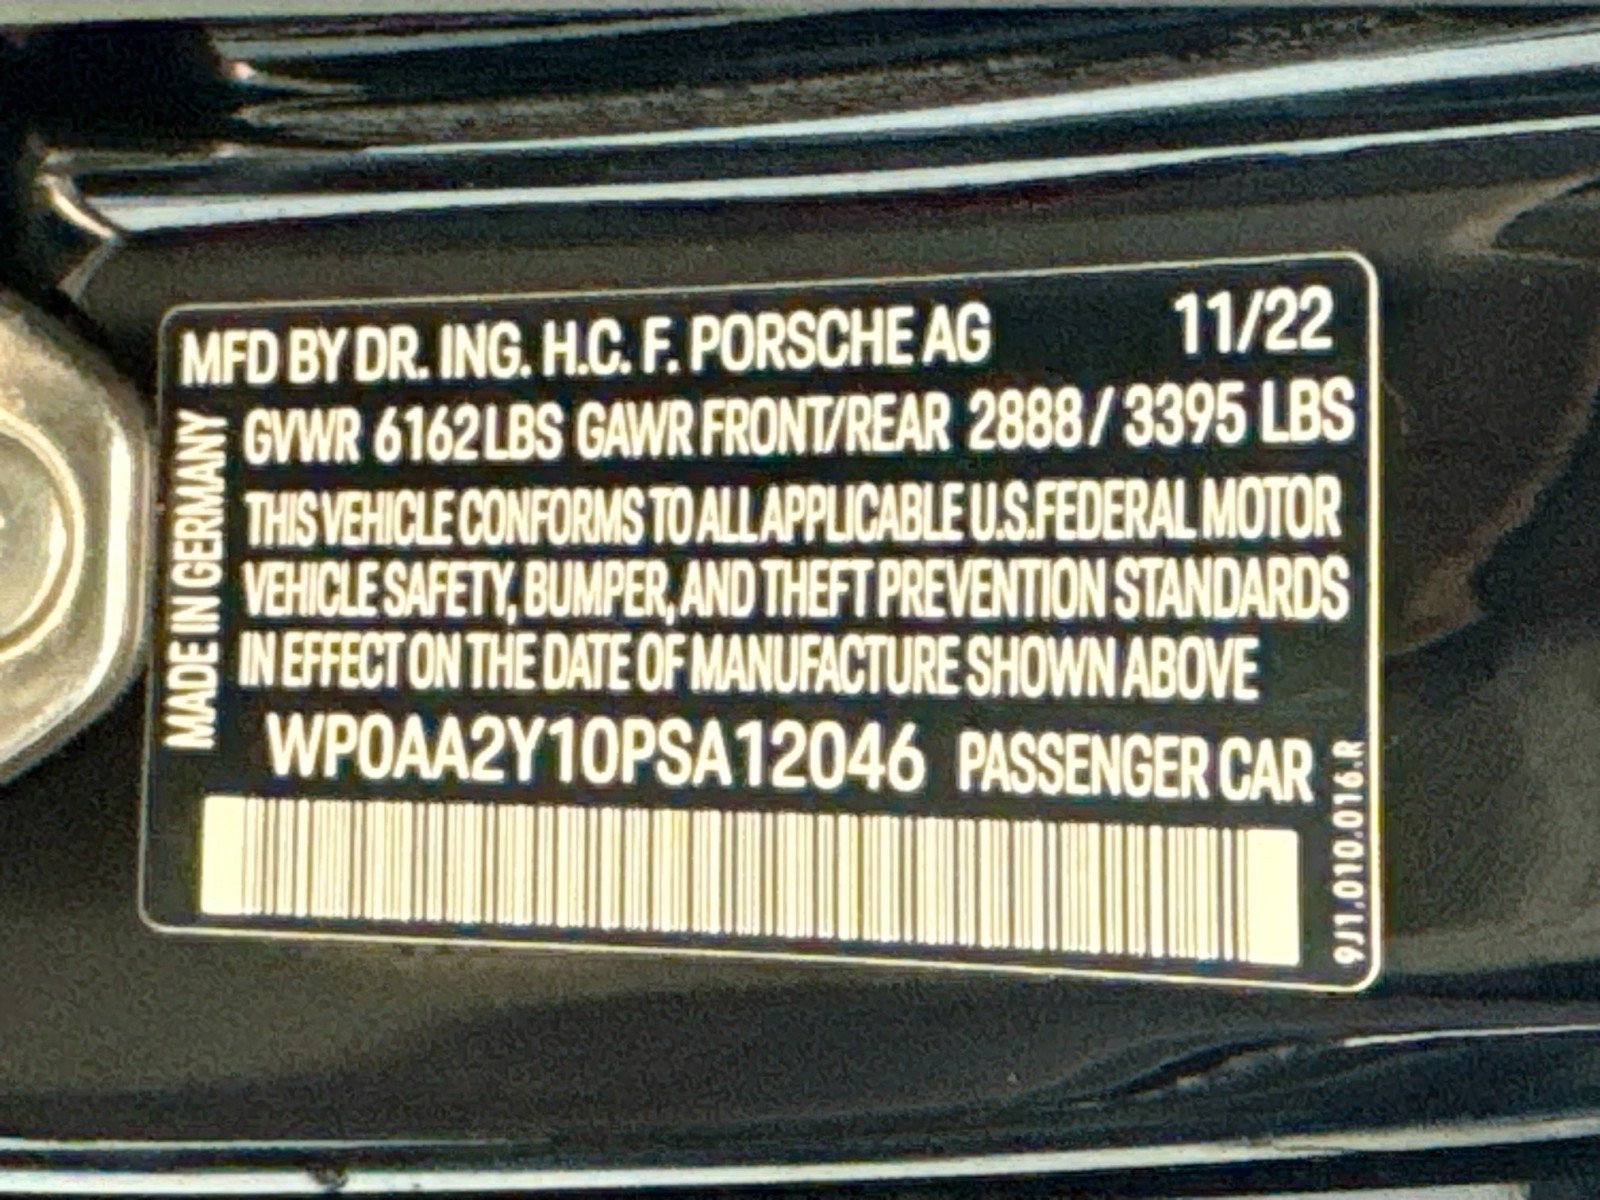 MFD BY DR. ING. H.C. F. PORSCHE AG 11/22
GVWR 6162 LBS GAWR FRONT/REAR 2888 / 3395 LBS
THIS VEHICLE CONFORMS TO ALL APPLICABLE U.S. FEDERAL MOTOR
VEHICLE SAFETY, BUMPER, AND THEFT PREVENTION STANDARDS
IN EFFECT ON THE DATE OF MANUFACTURE SHOWN ABOVE
WP0AA2Y10PSA12046 PASSENGER CAR
MADE IN GERMANY
9J1.010.016.R